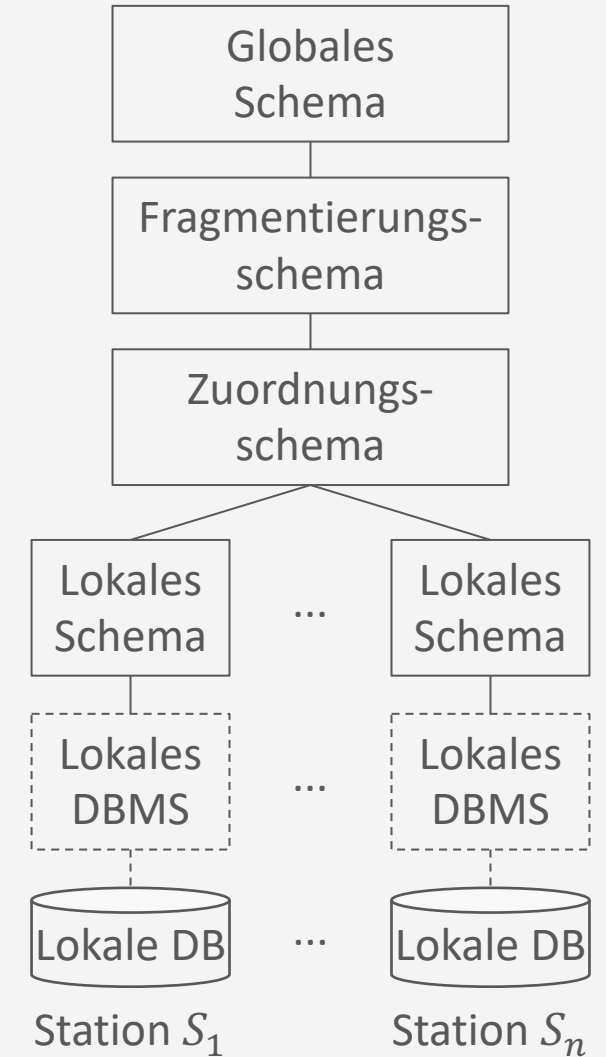 Globales
Schema
Fragmentierungs-
schema
Zuordnungs-
schema
Lokales
Schema
...
Lokales
Schema
Lokales
DBMS
...
Lokales
DBMS
Lokale DB
...
Lokale DB
Station S₁
Station Sₙ